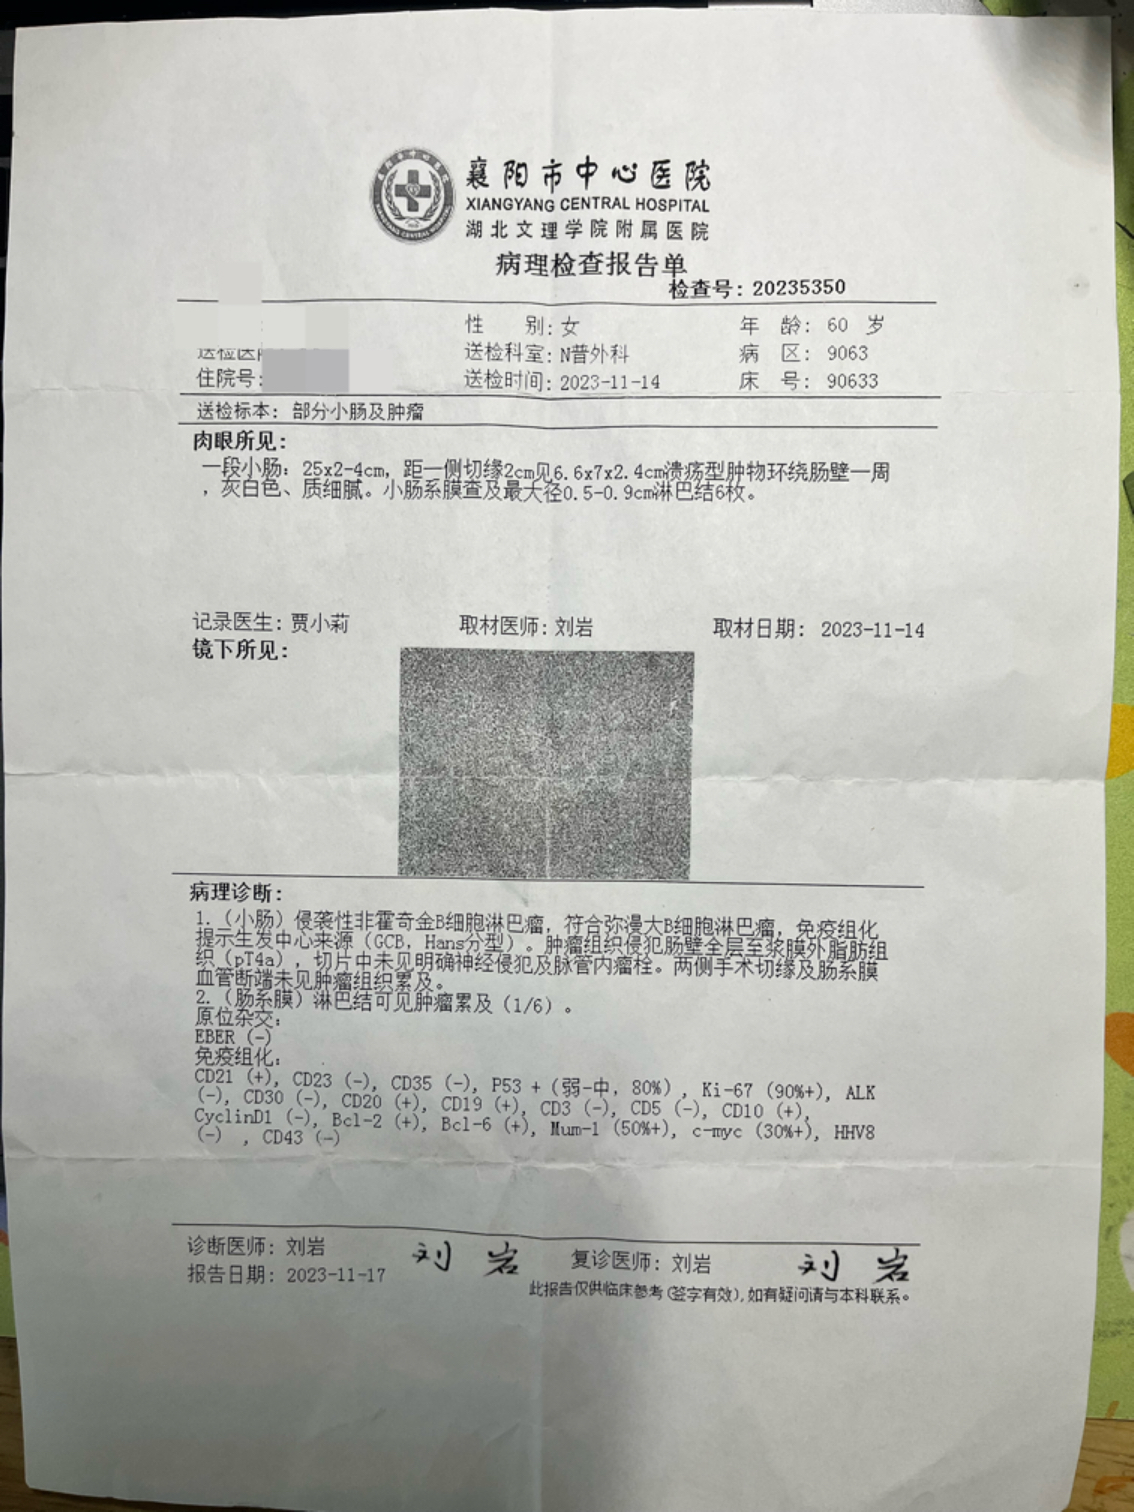 襄阳市中心医院
XIANGYANG CENTRAL HOSPITAL
湖北文理学院附属医院
病理检查报告单
检查号: 20235350
性 别: 女 年 龄: 60 岁
送检科室: N普外科 病 区: 9063
住院号: 送检时间: 2023-11-14 床 号: 90633
送检标本: 部分小肠及肿瘤
肉眼所见:
一段小肠: 25x2-4cm, 距一侧切缘2cm见6.6x7x2.4cm溃疡型肿物环绕肠壁一周
, 灰白色、质细腻。小肠系膜查及最大径0.5-0.9cm淋巴结6枚。
记录医生: 贾小莉 取材医师: 刘岩 取材日期: 2023-11-14
镜下所见:
病理诊断:
1. (小肠) 侵袭性非霍奇金B细胞淋巴瘤, 符合弥漫大B细胞淋巴瘤, 免疫组化
提示生发中心来源 (GCB, Hans分型) 。肿瘤组织侵犯肠壁全层至浆膜外脂肪组
织 (pT4a) , 切片中未见明确神经侵犯及脉管内瘤栓。两侧手术切缘及肠系膜
血管断端未见肿瘤组织累及。
2. (肠系膜) 淋巴结可见肿瘤累及 (1/6) 。
原位杂交:
EBER (-)
免疫组化:
CD21 (+), CD23 (-), CD35 (-), P53 + (弱-中, 80%) , Ki-67 (90%+), ALK
(-), CD30 (-), CD20 (+), CD19 (+), CD3 (-), CD5 (-), CD10 (+),
CyclinD1 (-), Bcl-2 (+), Bcl-6 (+), Mum-1 (50%+), c-myc (30%+), HHV8
(-) , CD43 (-)
诊断医师: 刘岩 刘 岩 复诊医师: 刘岩 刘 岩
报告日期: 2023-11-17
此报告仅供临床参考(签字有效), 如有疑问请与本科联系。